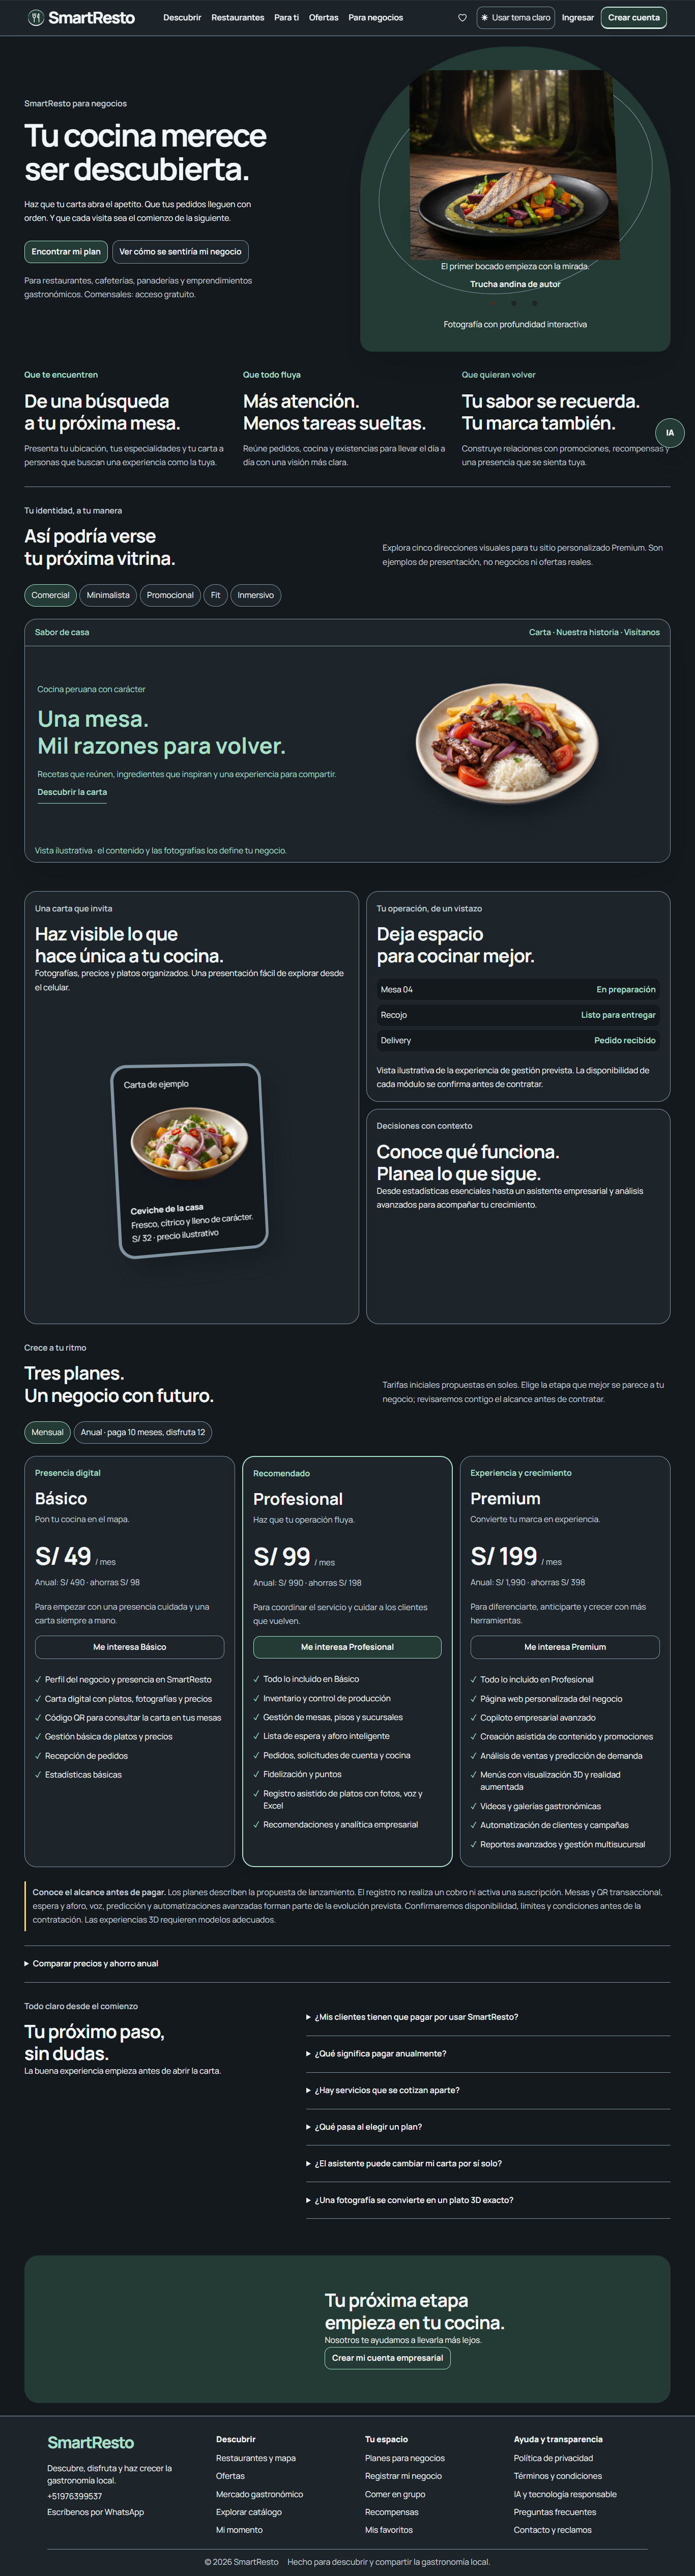 SmartResto
Descubrir Restaurantes Para ti Ofertas Para negocios
Usar tema claro
Ingresar
Crear cuenta
SmartResto para negocios
Tu cocina merece
ser descubierta.
Haz que tu carta abra el apetito. Que tus pedidos lleguen con
orden. Y que cada visita sea el comienzo de la siguiente.
Encontrar mi plan
Ver cómo se sentiría mi negocio
Para restaurantes, cafeterías, panaderías y emprendimientos
gastronómicos. Comensales: acceso gratuito.
El primer bocado empieza con la mirada.
Trucha andina de autor
Fotografía con profundidad interactiva
Que te encuentren
De una búsqueda
a tu próxima mesa.
Presenta tu ubicación, tus especialidades y tu carta a
personas que buscan una experiencia como la tuya.
Que todo fluya
Más atención.
Menos tareas sueltas.
Reúne pedidos, cocina y existencias para llevar el día a
día con una visión más clara.
Que quieran volver
Tu sabor se recuerda.
Tu marca también.
Construye relaciones con promociones, recompensas y
una presencia que se sienta tuya.
IA
Tu identidad, a tu manera
Así podría verse
tu próxima vitrina.
Explora cinco direcciones visuales para tu sitio personalizado Premium. Son
ejemplos de presentación, no negocios ni ofertas reales.
Comercial
Minimalista
Promocional
Fit
Inmersivo
Sabor de casa
Carta · Nuestra historia · Visítanos
Cocina peruana con carácter
Una mesa.
Mil razones para volver.
Recetas que reúnen, ingredientes que inspiran y una experiencia para compartir.
Descubrir la carta
Vista ilustrativa · el contenido y las fotografías los define tu negocio.
Una carta que invita
Haz visible lo que
hace única a tu cocina.
Fotografías, precios y platos organizados. Una presentación fácil de explorar desde
el celular.
Carta de ejemplo
Ceviche de la casa
Fresco, cítrico y lleno de carácter.
S/ 32 · precio ilustrativo
Tu operación, de un vistazo
Deja espacio
para cocinar mejor.
Mesa 04 En preparación
Recojo Listo para entregar
Delivery Pedido recibido
Vista ilustrativa de la experiencia de gestión prevista. La disponibilidad de
cada módulo se confirma antes de contratar.
Decisiones con contexto
Conoce qué funciona.
Planea lo que sigue.
Desde estadísticas esenciales hasta un asistente empresarial y análisis
avanzados para acompañar tu crecimiento.
Crece a tu ritmo
Tres planes.
Un negocio con futuro.
Tarifas iniciales propuestas en soles. Elige la etapa que mejor se parece a tu
negocio; revisaremos contigo el alcance antes de contratar.
Mensual
Anual · paga 10 meses, disfruta 12
Presencia digital
Básico
Pon tu cocina en el mapa.
S/ 49 / mes
Anual: S/ 490 · ahorras S/ 98
Para empezar con una presencia cuidada y una
carta siempre a mano.
Me interesa Básico
✓ Perfil del negocio y presencia en SmartResto
✓ Carta digital con platos, fotografías y precios
✓ Código QR para consultar la carta en tus mesas
✓ Gestión básica de platos y precios
✓ Recepción de pedidos
✓ Estadísticas básicas
Recomendado
Profesional
Haz que tu operación fluya.
S/ 99 / mes
Anual: S/ 990 · ahorras S/ 198
Para coordinar el servicio y cuidar a los clientes
que vuelven.
Me interesa Profesional
✓ Todo lo incluido en Básico
✓ Inventario y control de producción
✓ Gestión de mesas, pisos y sucursales
✓ Lista de espera y aforo inteligente
✓ Pedidos, solicitudes de cuenta y cocina
✓ Fidelización y puntos
✓ Registro asistido de platos con fotos, voz y
Excel
✓ Recomendaciones y analítica empresarial
Experiencia y crecimiento
Premium
Convierte tu marca en experiencia.
S/ 199 / mes
Anual: S/ 1,990 · ahorras S/ 398
Para diferenciarte, anticiparte y crecer con más
herramientas.
Me interesa Premium
✓ Todo lo incluido en Profesional
✓ Página web personalizada del negocio
✓ Copiloto empresarial avanzado
✓ Creación asistida de contenido y promociones
✓ Análisis de ventas y predicción de demanda
✓ Menús con visualización 3D y realidad
aumentada
✓ Videos y galerías gastronómicas
✓ Automatización de clientes y campañas
✓ Reportes avanzados y gestión multisucursal
Conoce el alcance antes de pagar. Los planes describen la propuesta de lanzamiento. El registro no realiza un cobro ni activa una suscripción. Mesas y QR transaccional,
espera y aforo, voz, predicción y automatizaciones avanzadas forman parte de la evolución prevista. Confirmaremos disponibilidad, límites y condiciones antes de la
contratación. Las experiencias 3D requieren modelos adecuados.
Comparar precios y ahorro anual
Todo claro desde el comienzo
Tu próximo paso,
sin dudas.
La buena experiencia empieza antes de abrir la carta.
¿Mis clientes tienen que pagar por usar SmartResto?
¿Qué significa pagar anualmente?
¿Hay servicios que se cotizan aparte?
¿Qué pasa al elegir un plan?
¿El asistente puede cambiar mi carta por sí solo?
¿Una fotografía se convierte en un plato 3D exacto?
Tu próxima etapa
empieza en tu cocina.
Nosotros te ayudamos a llevarla más lejos.
Crear mi cuenta empresarial
SmartResto
Descubre, disfruta y haz crecer la
gastronomía local.
+51976399537
Escríbenos por WhatsApp
Descubrir
Restaurantes y mapa
Ofertas
Mercado gastronómico
Explorar catálogo
Mi momento
Tu espacio
Planes para negocios
Registrar mi negocio
Comer en grupo
Recompensas
Mis favoritos
Ayuda y transparencia
Política de privacidad
Términos y condiciones
IA y tecnología responsable
Preguntas frecuentes
Contacto y reclamos
© 2026 SmartResto Hecho para descubrir y compartir la gastronomía local.